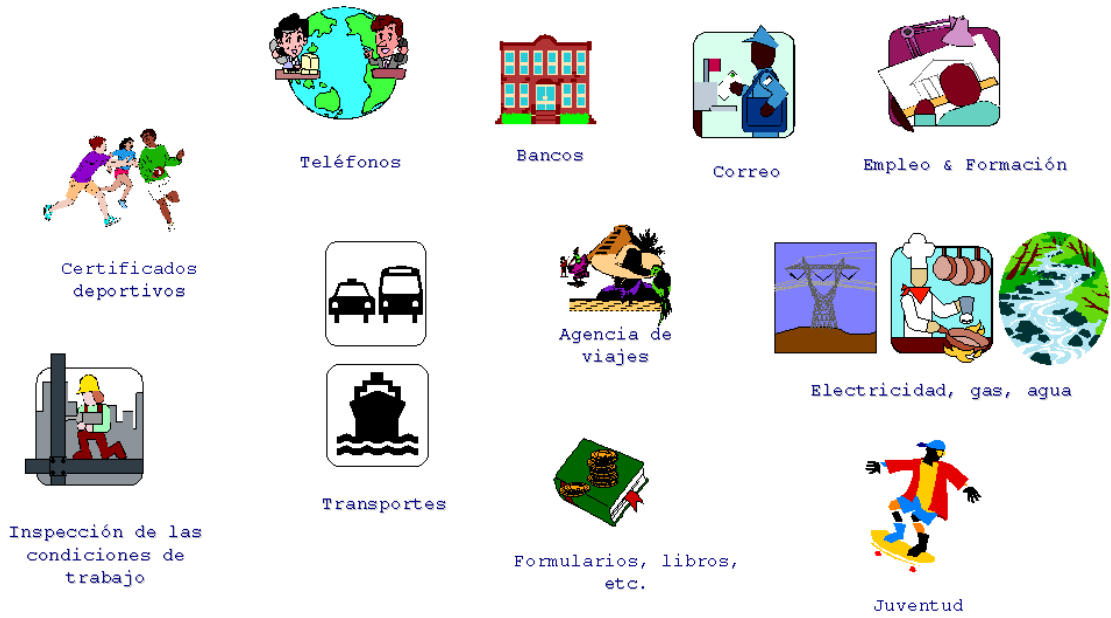 Teléfonos
Bancos
Correo
Empleo & Formación
Certificados
deportivos
Agencia de
viajes
Electricidad, gas, agua
Transportes
Inspección de las
condiciones de
trabajo
Formularios, libros,
etc.
Juventud